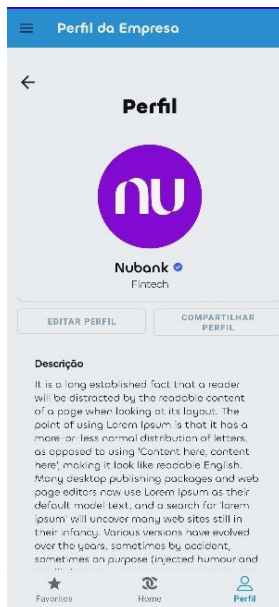 Perfil da Empresa
Perfil
nu
Nubank
Fintech
EDITAR PERFIL
COMPARTILHAR
PERFIL
Descrição
It is a long established fact that a reader
will be distracted by the readable content
of a page when looking at its layout. The
point of using Lorem Ipsum is that it has a
more-or-less normal distribution of letters,
as opposed to using 'Content here, content
here', making it look like readable English.
Many desktop publishing packages and web
page editors now use Lorem Ipsum as their
default model text, and a search for 'lorem
ipsum' will uncover many web sites still in
their infancy. Various versions have evolved
over the years, sometimes by accident,
sometimes on purpose (injected humour and
Favoritos
Home
Perfil